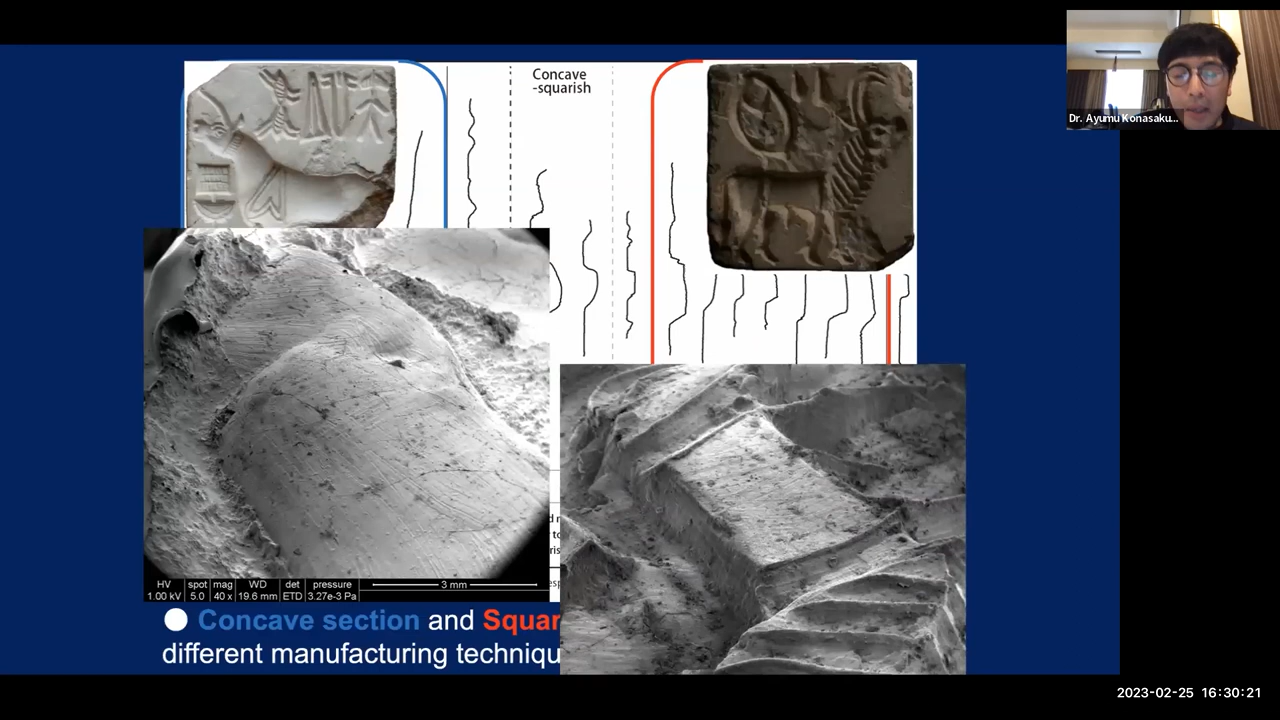 Concave
-squarish
Dr. Ayumu Konasaku...
HV spot mag WD det pressure
1.00 kV 5.0 40 x 19.6 mm ETD 3.27e-3 Pa
3 mm
● Concave section and Squar
different manufacturing techniqu
2023-02-25 16:30:21